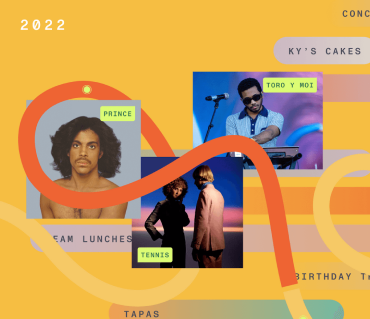 CONC
2022
KY'S CAKES
TORO Y MOI
PRINCE
EAM LUNCHES
TENNIS
BIRTHDAY T
TAPAS